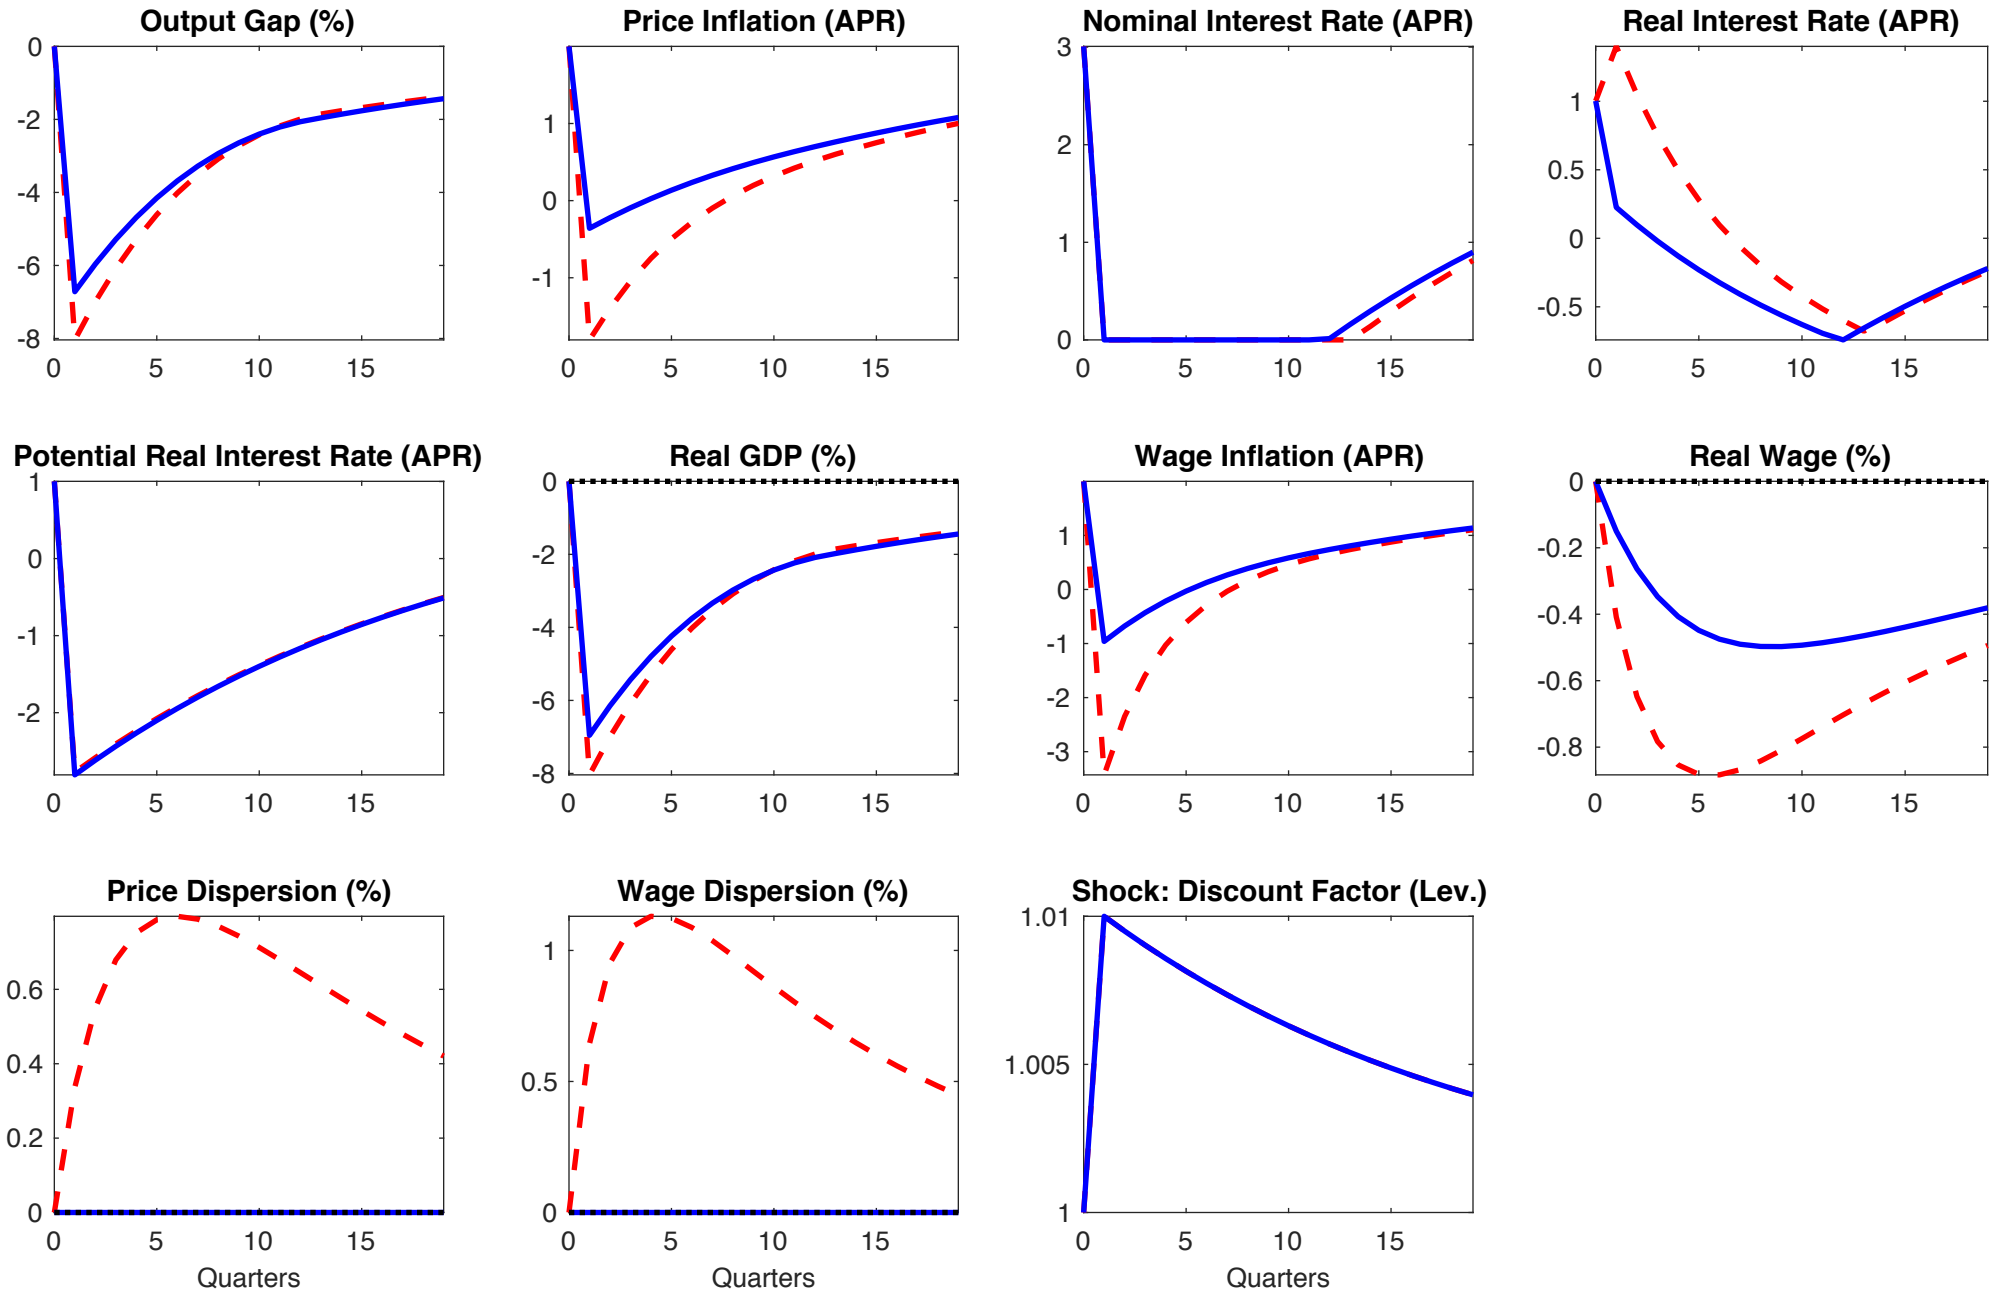 Output Gap (%)
0
-2
-4
-6
-8
0 5 10 15
Price Inflation (APR)
1
0
-1
0 5 10 15
Nominal Interest Rate (APR)
3
2
1
0
0 5 10 15
Real Interest Rate (APR)
1
0.5
0
-0.5
0 5 10 15
Potential Real Interest Rate (APR)
1
0
-1
-2
0 5 10 15
Real GDP (%)
0
-2
-4
-6
-8
0 5 10 15
Wage Inflation (APR)
1
0
-1
-2
-3
0 5 10 15
Real Wage (%)
0
-0.2
-0.4
-0.6
-0.8
0 5 10 15
Price Dispersion (%)
0.6
0.4
0.2
0
0 5 10 15
Quarters
Wage Dispersion (%)
1
0.5
0
0 5 10 15
Quarters
Shock: Discount Factor (Lev.)
1.01
1.005
1
0 5 10 15
Quarters